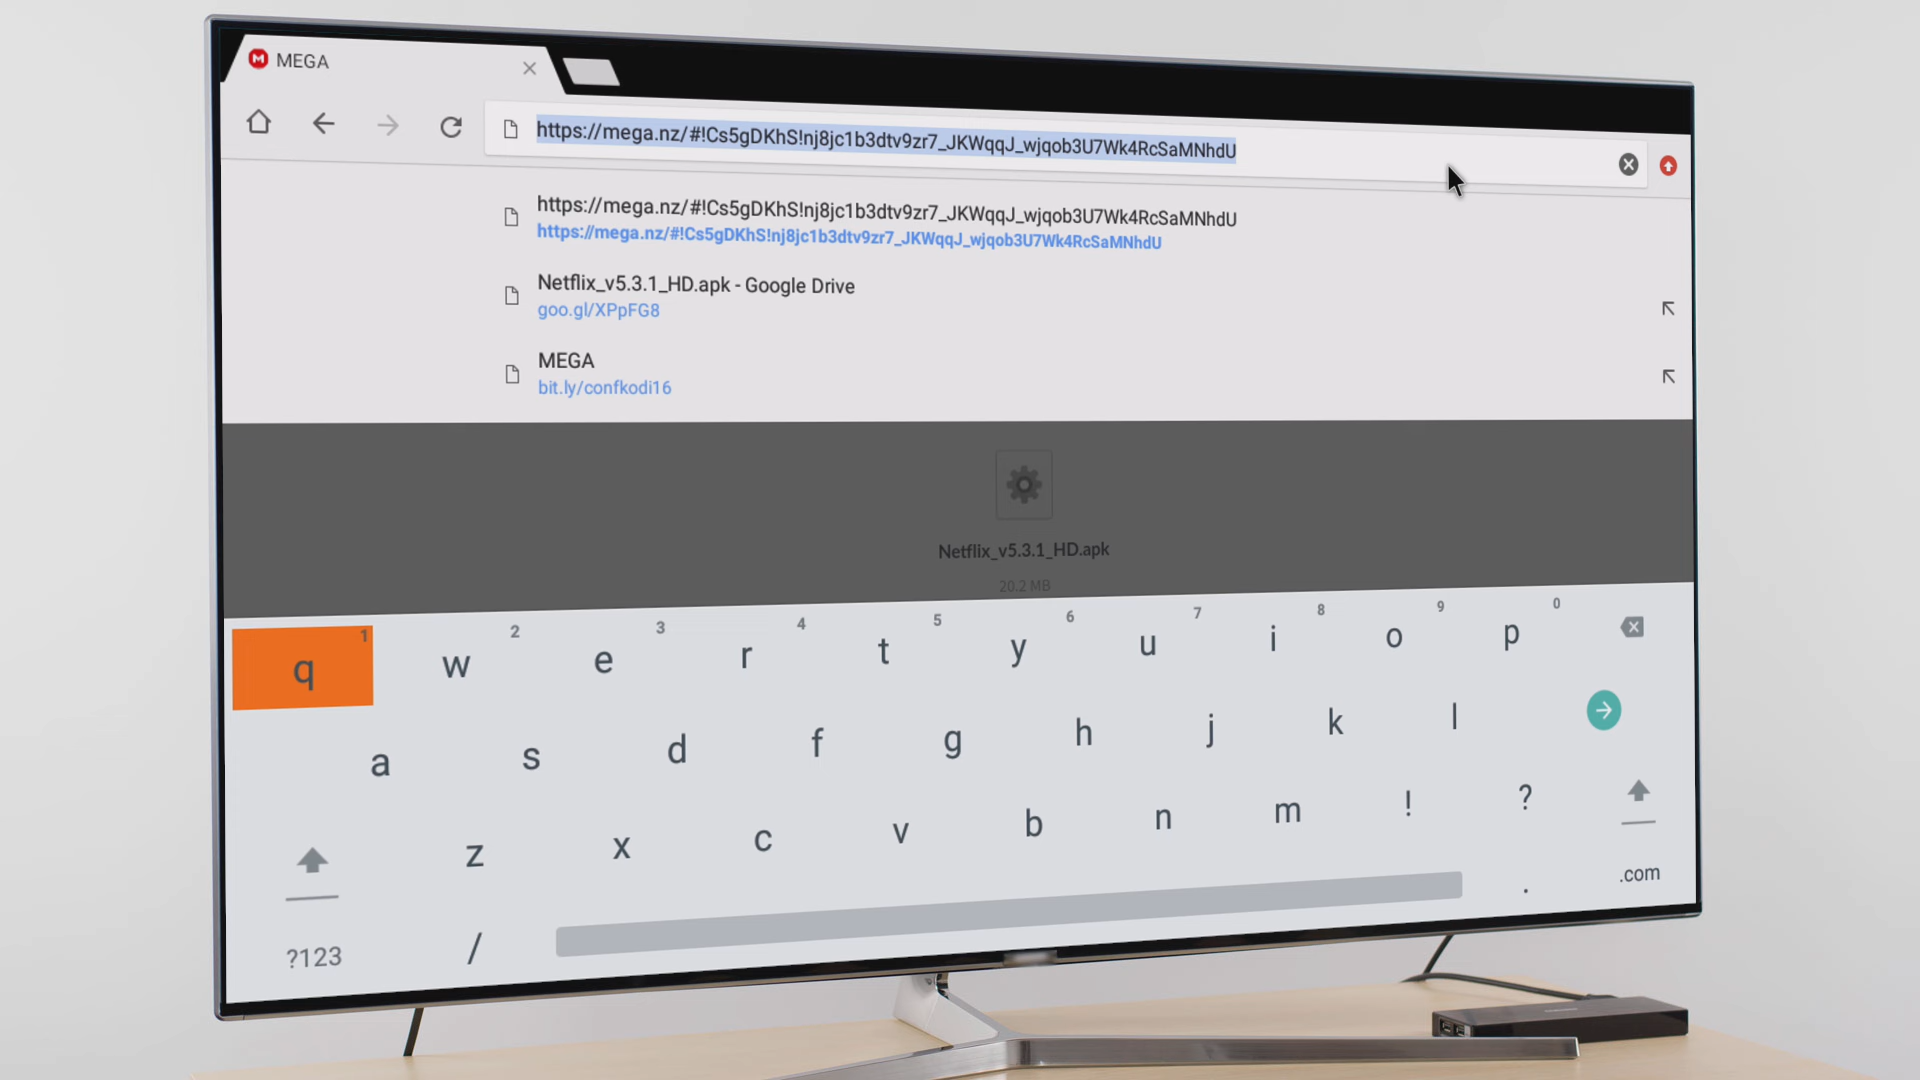 MEGA
https://mega.nz/#!Cs5gDKhS!nj8jc1b3dtv9zr7_JKWqqJ_wjqob3U7Wk4RcSaMNhdU
https://mega.nz/#!Cs5gDKhS!nj8jc1b3dtv9zr7_JKWqqJ_wjqob3U7Wk4RcSaMNhdU
https://mega.nz/#!Cs5gDKhS!nj8jc1b3dtv9zr7_JKWqqJ_wjqob3U7Wk4RcSaMNhdU
Netflix_v5.3.1_HD.apk - Google Drive
goo.gl/XPpFG8
MEGA
bit.ly/confkodi16
Netflix_v5.3.1_HD.apk
20.2 MB
1 2 3 4 5 6 7 8 9 0
q w e r t y u i o p
a s d f g h j k l
z x c v b n m ! ?
?123 / . .com